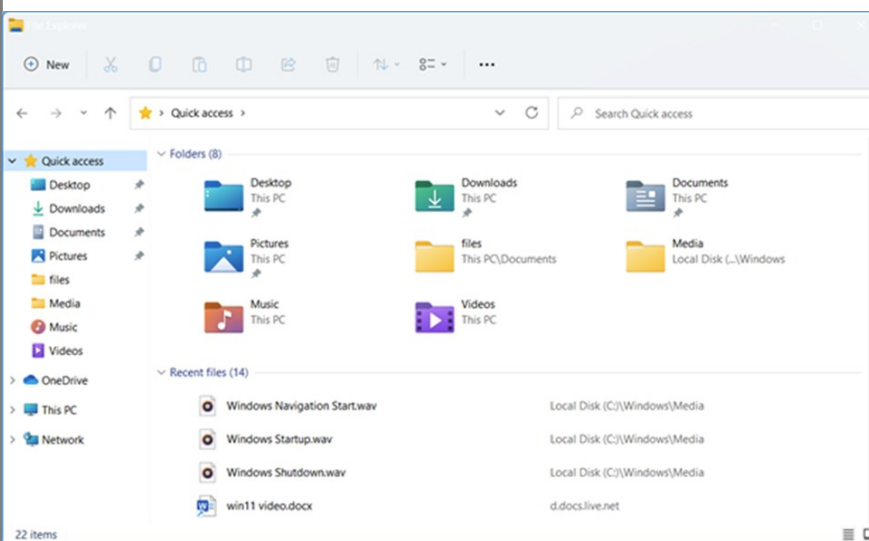 File Explorer
New
Quick access
Search Quick access
Quick access
Desktop
Downloads
Documents
Pictures
files
Media
Music
Videos
OneDrive
This PC
Network
Folders (8)
Desktop
This PC
Downloads
This PC
Documents
This PC
Pictures
This PC
files
This PC\Documents
Media
Local Disk (...\Windows
Music
This PC
Videos
This PC
Recent files (14)
Windows Navigation Start.wav Local Disk (C:)\Windows\Media
Windows Startup.wav Local Disk (C:)\Windows\Media
Windows Shutdown.wav Local Disk (C:)\Windows\Media
win11 video.docx d.docs.live.net
22 items